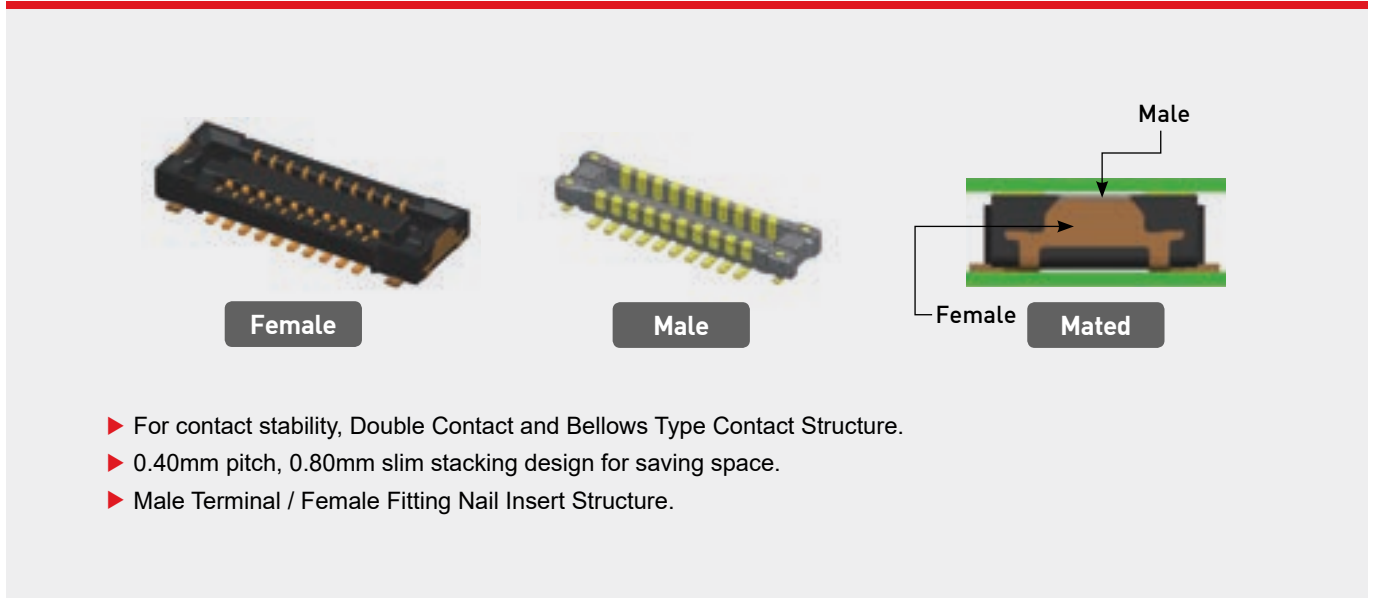 Male
Female
Female
Male
Mated
For contact stability, Double Contact and Bellows Type Contact Structure.
0.40mm pitch, 0.80mm slim stacking design for saving space.
Male Terminal / Female Fitting Nail Insert Structure.